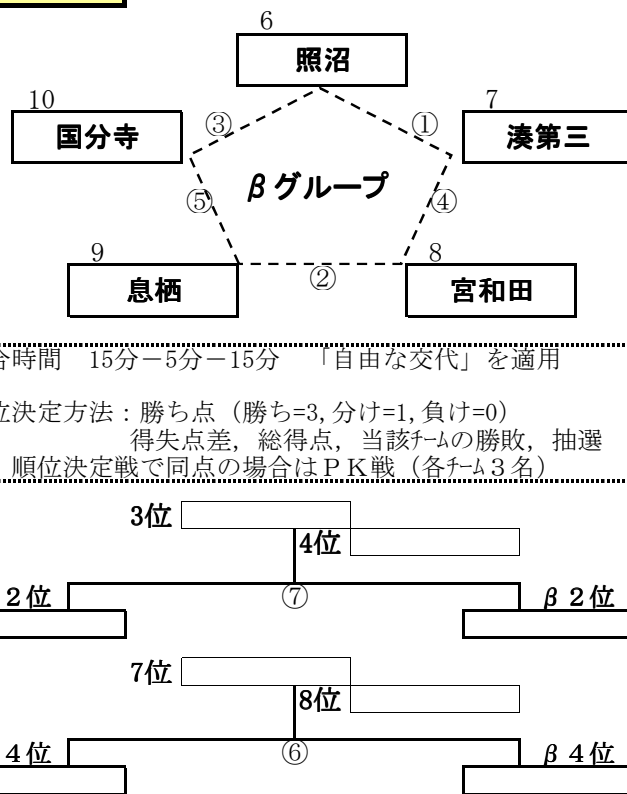 6
照沼
10
国分寺
7
湊第三
③
①
βグループ
⑤
④
9
息栖
②
8
宮和田
合時間　15分－5分－15分　「自由な交代」を適用
位決定方法：勝ち点（勝ち=3,分け=1,負け=0）
得失点差，総得点，当該ﾁｰﾑの勝敗，抽選
順位決定戦で同点の場合はＰＫ戦（各ﾁｰﾑ３名）
3位
4位
２位
⑦
β２位
7位
8位
４位
⑥
β４位